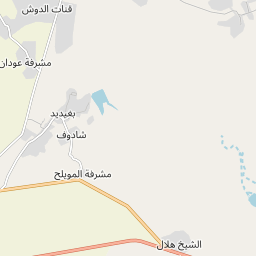 قنات الدوش
مشرفة عودان
بغيديد
شادوف
مشرفة المويلح
الشيخ هلال